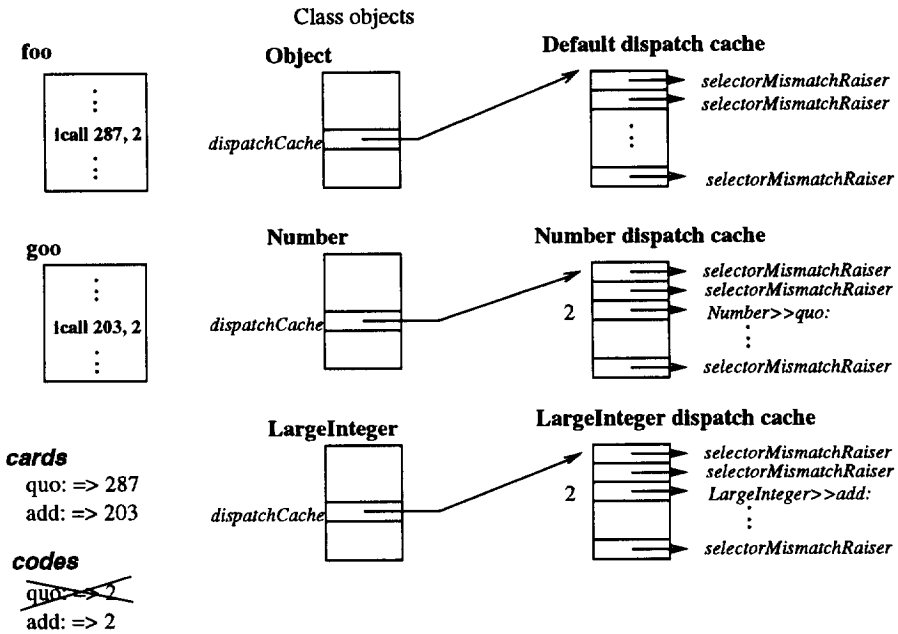 Class objects
foo
icall 287, 2
Object
dispatchCache
Default dispatch cache
selectorMismatchRaiser
selectorMismatchRaiser
selectorMismatchRaiser
goo
icall 203, 2
Number
dispatchCache
Number dispatch cache
selectorMismatchRaiser
selectorMismatchRaiser
2
Number>>quo:
selectorMismatchRaiser
LargeInteger
dispatchCache
LargeInteger dispatch cache
selectorMismatchRaiser
selectorMismatchRaiser
2
LargeInteger>>add:
selectorMismatchRaiser
cards
quo: => 287
add: => 203
codes
quo: => 2
add: => 2